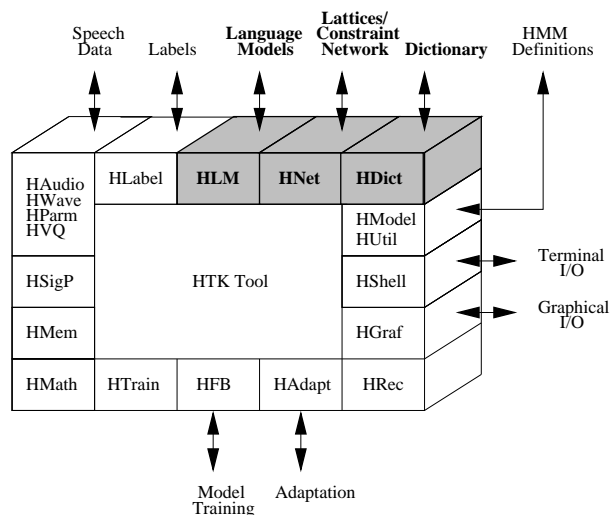 Speech
Data
Labels
Language
Models
Lattices/
Constraint
Network
Dictionary
HMM
Definitions
HAudio
HWave
HParm
HVQ
HLabel
HLM
HNet
HDict
HModel
HUtil
HSigP
HTK Tool
HShell
Terminal
I/O
HMem
HGraf
Graphical
I/O
HMath
HTrain
HFB
HAdapt
HRec
Model
Training
Adaptation